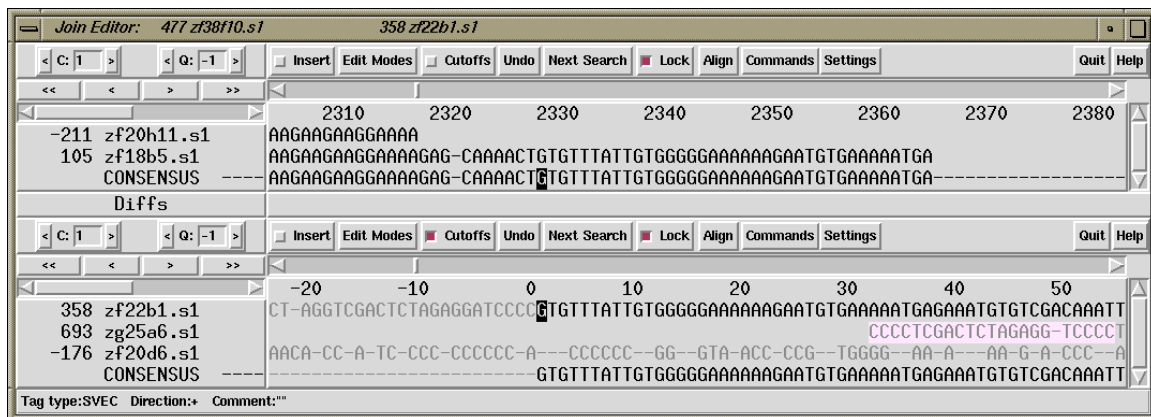 Join Editor: 477 zf38f10.s1 358 zf22b1.s1
< C: 1 > < Q: -1 > Insert Edit Modes Cutoffs Undo Next Search Lock Align Commands Settings Quit Help
<< < > >>
2310 2320 2330 2340 2350 2360 2370 2380
-211 zf20h11.s1 AAGAAGAAGGAAAA
105 zf18b5.s1 AAGAAGAAGGAAAAGAG-CAAAACTGTGTTTATTGTGGGGGAAAAAAGAATGTGAAAAATGA
CONSENSUS ---- AAGAAGAAGGAAAAGAG-CAAAACTGTGTTTATTGTGGGGGAAAAAAGAATGTGAAAAATGA------------------
Diffs
< C: 1 > < Q: -1 > Insert Edit Modes Cutoffs Undo Next Search Lock Align Commands Settings Quit Help
<< < > >>
-20 -10 0 10 20 30 40 50
358 zf22b1.s1 CT-AGGTCGACTCTAGAGGATCCCCGTGTTTATTGTGGGGGAAAAAAGAATGTGAAAAATGAGAAATGTGTCGACAAATT
693 zg25a6.s1 CCCCTCGACTCTAGAGG-TCCCCT
-176 zf20d6.s1 AACA-CC-A-TC-CCC-CCCCCC-A---CCCCCC--GG--GTA-ACC-CCG--TGGGG--AA-A---AA-G-A-CCC--A
CONSENSUS ---- -------------------------GTGTTTATTGTGGGGGAAAAAAGAATGTGAAAAATGAGAAATGTGTCGACAAATT
Tag type:SVEC Direction:+ Comment:""